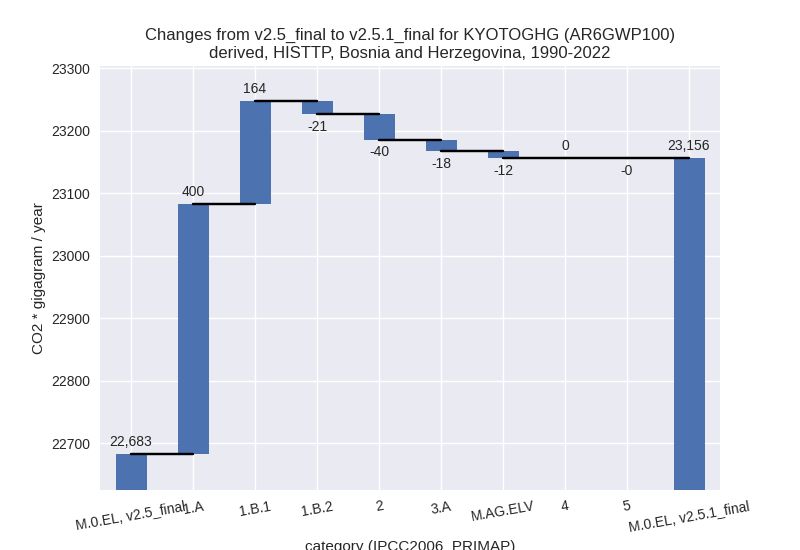 Changes from v2.5_final to v2.5.1_final for KYOTOGHG (AR6GWP100)
derived, HISTTP, Bosnia and Herzegovina, 1990-2022
CO2 * gigagram / year
23300
23200
23100
23000
22900
22800
22700
22,683
400
164
-21
-40
-18
-12
0
-0
23,156
M.0.EL, v2.5_final
1.A
1.B.1
1.B.2
2
3.A
M.AG.ELV
4
5
M.0.EL, v2.5.1_final
category (IPCC2006_PRIMAP)